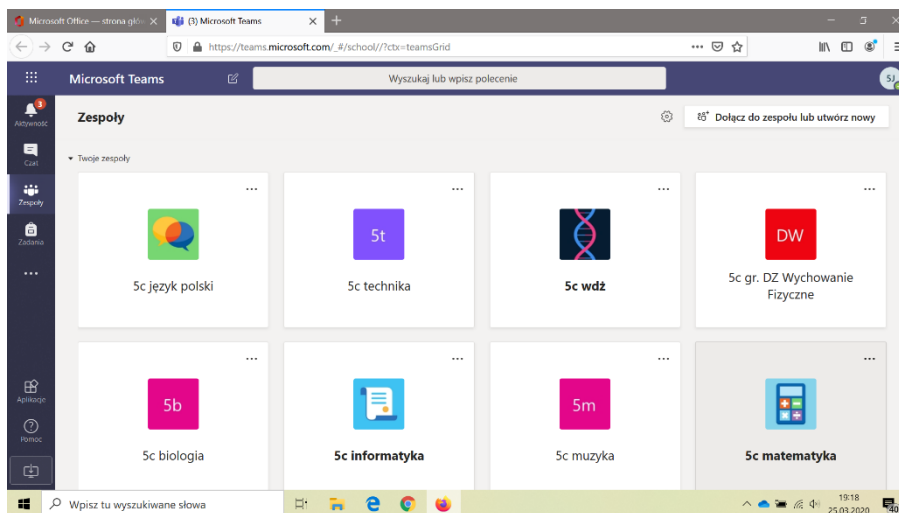 Microsoft Office — strona głów
(3) Microsoft Teams
https://teams.microsoft.com/_#/school//?ctx=teamsGrid
Microsoft Teams
Wyszukaj lub wpisz polecenie
SJ
3
Aktywność
Czat
Zespoły
Zadania
Aplikacje
Pomoc
Zespoły
Dołącz do zespołu lub utwórz nowy
Twoje zespoły
5c język polski
5t
5c technika
5c wdż
DW
5c gr. DZ Wychowanie
Fizyczne
5b
5c biologia
5c informatyka
5m
5c muzyka
5c matematyka
Wpisz tu wyszukiwane słowa
19:18
25.03.2020
40